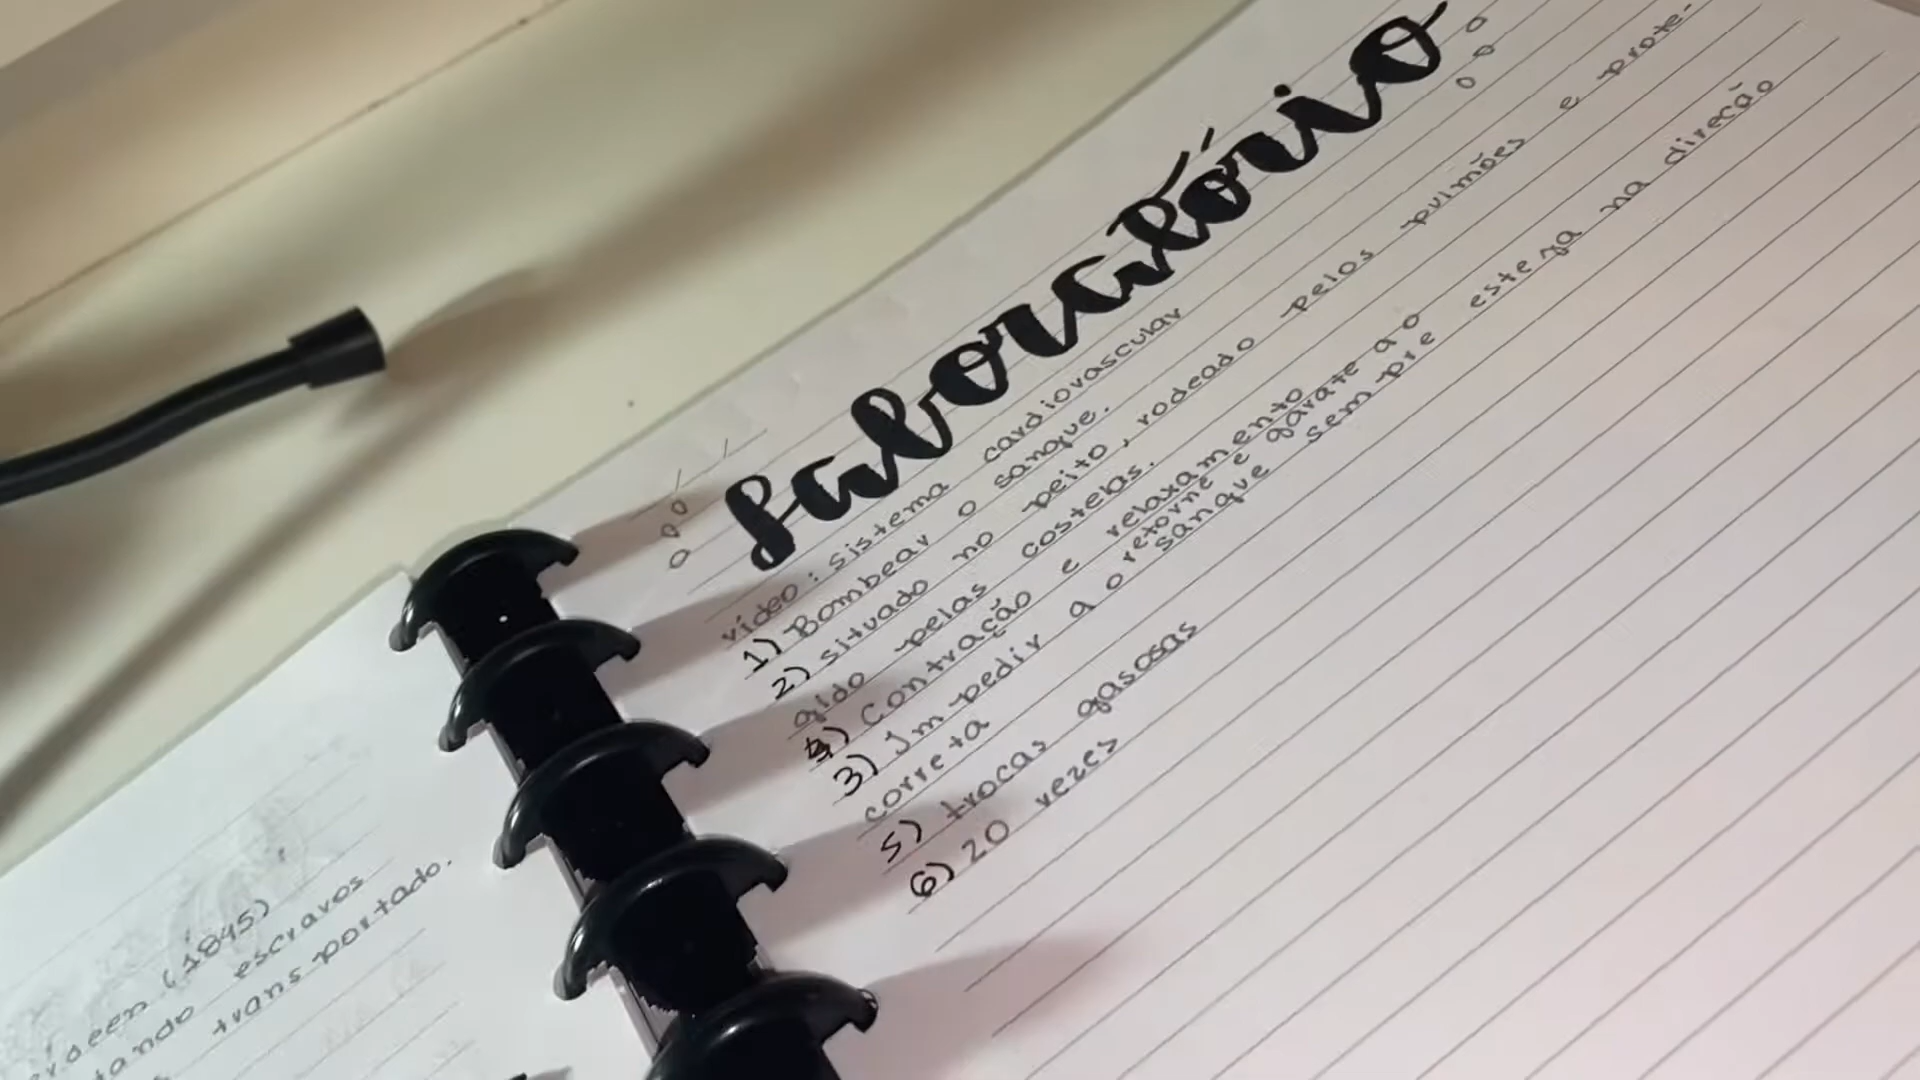 Laboratório
vídeo: sistema cardiovascular
1) Bombear o sangue.
2) situado no peito, rodeado pelos pulmões e prote-
gido pelas costelas.
4) Contração e relaxamento
3) Impedir a o retorne e garate a o
sangue sempre esteja na direção
correta
5) trocas gasosas
6) 20 vezes
(1845)
tando escravos
transportado.